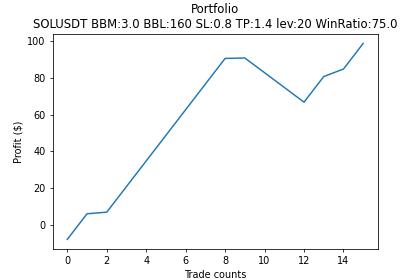 Portfolio
SOLUSDT BBM:3.0 BBL:160 SL:0.8 TP:1.4 lev:20 WinRatio:75.0
100
80
60
40
20
0
Profit ($)
0 2 4 6 8 10 12 14
Trade counts